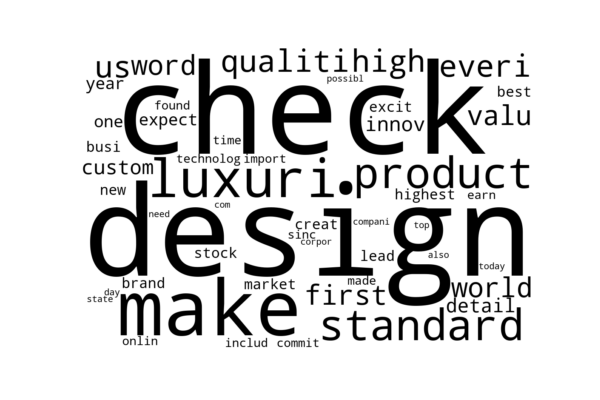 us word qualiti high everi
possibl
year check best
one found excit valu
expect innov
busi time
custom technolog import product
luxuri
new highest earn
com
design
need creat compani top
sinc
corpor
stock lead also
today
brand market made world
day
state make first detail
standard
onlin includ commit